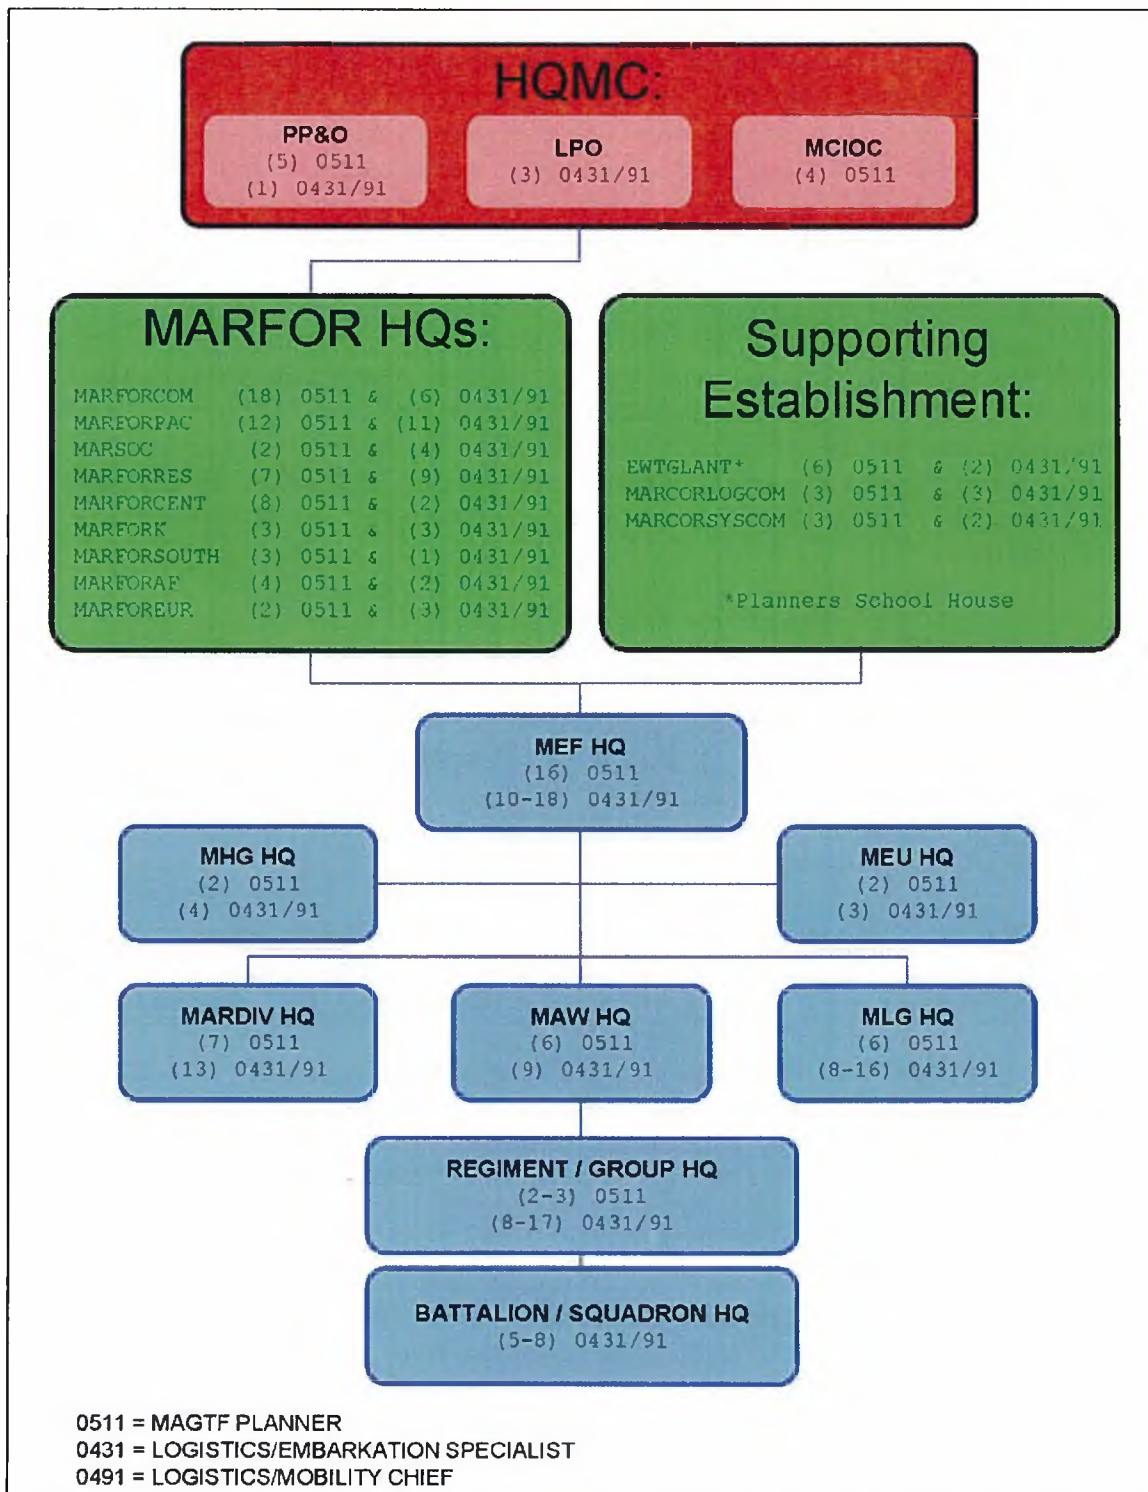 HQMC:
PP&O
(5) 0511
(1) 0431/91
LPO
(3) 0431/91
MCIOC
(4) 0511
MARFOR HQs:
MARFORCOM (18) 0511 & (6) 0431/91
MARFORPAC (12) 0511 & (11) 0431/91
MARSOC (2) 0511 & (4) 0431/91
MARFORRES (7) 0511 & (9) 0431/91
MARFORCENT (8) 0511 & (2) 0431/91
MARFORK (3) 0511 & (3) 0431/91
MARFORSOUTH (3) 0511 & (1) 0431/91
MARFORAF (4) 0511 & (2) 0431/91
MARFOREUR (2) 0511 & (3) 0431/91
Supporting
Establishment:
EWTGLANT* (6) 0511 & (2) 0431/91
MARCORLOGCOM (3) 0511 & (3) 0431/91
MARCORSYSCOM (3) 0511 & (2) 0431/91
*Planners School House
MEF HQ
(16) 0511
(10-18) 0431/91
MHG HQ
(2) 0511
(4) 0431/91
MEU HQ
(2) 0511
(3) 0431/91
MARDIV HQ
(7) 0511
(13) 0431/91
MAW HQ
(6) 0511
(9) 0431/91
MLG HQ
(6) 0511
(8-16) 0431/91
REGIMENT / GROUP HQ
(2-3) 0511
(8-17) 0431/91
BATTALION / SQUADRON HQ
(5-8) 0431/91
0511 = MAGTF PLANNER
0431 = LOGISTICS/EMBARKATION SPECIALIST
0491 = LOGISTICS/MOBILITY CHIEF